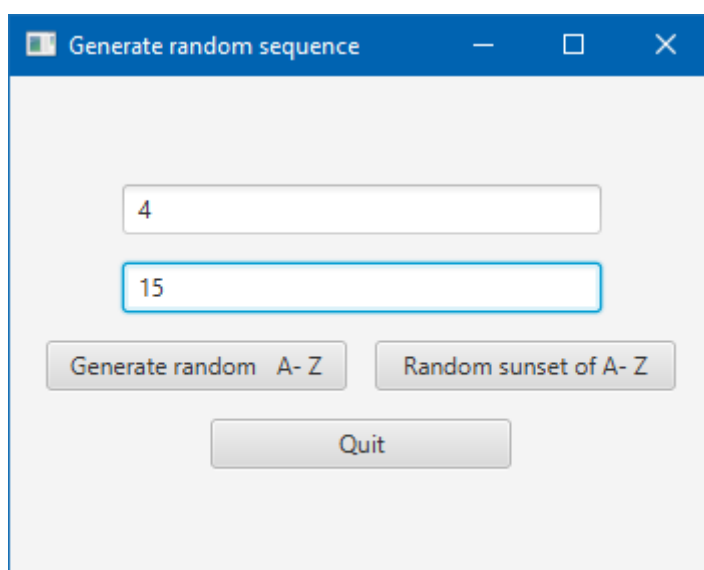 Generate random sequence
4
15
Generate random A- Z Random sunset of A- Z
Quit